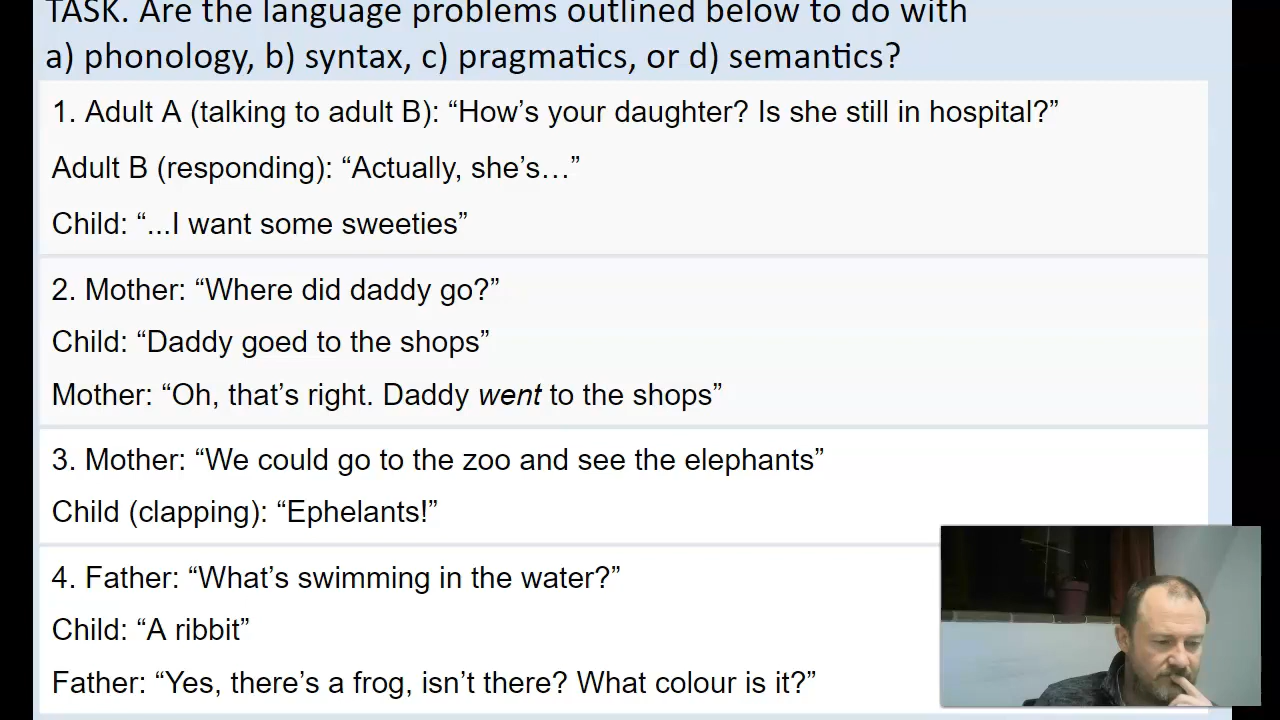 TASK. Are the language problems outlined below to do with
a) phonology, b) syntax, c) pragmatics, or d) semantics?
1. Adult A (talking to adult B): “How’s your daughter? Is she still in hospital?”
Adult B (responding): “Actually, she’s…”
Child: “...I want some sweeties”
2. Mother: “Where did daddy go?”
Child: “Daddy goed to the shops”
Mother: “Oh, that’s right. Daddy went to the shops”
3. Mother: “We could go to the zoo and see the elephants”
Child (clapping): “Ephelants!”
4. Father: “What’s swimming in the water?”
Child: “A ribbit”
Father: “Yes, there’s a frog, isn’t there? What colour is it?”